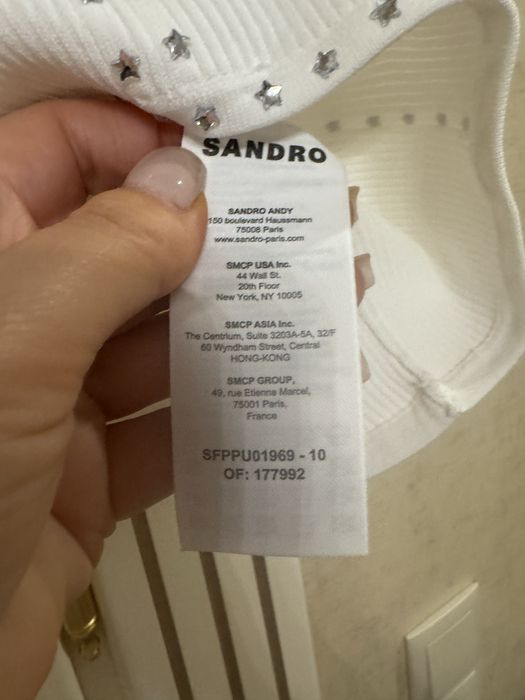 SANDRO
SANDRO ANDY
150 boulevard Haussmann
75008 Paris
www.sandro-paris.com
SMCP USA Inc.
44 Wall St.
20th Floor
New York, NY 10005
SMCP ASIA Inc.
The Centrium, Suite 3203A-5A, 32/F
60 Wyndham Street, Central
HONG-KONG
SMCP GROUP,
49, rue Etienne Marcel,
75001 Paris,
France
SFPPU01969 - 10
OF: 177992